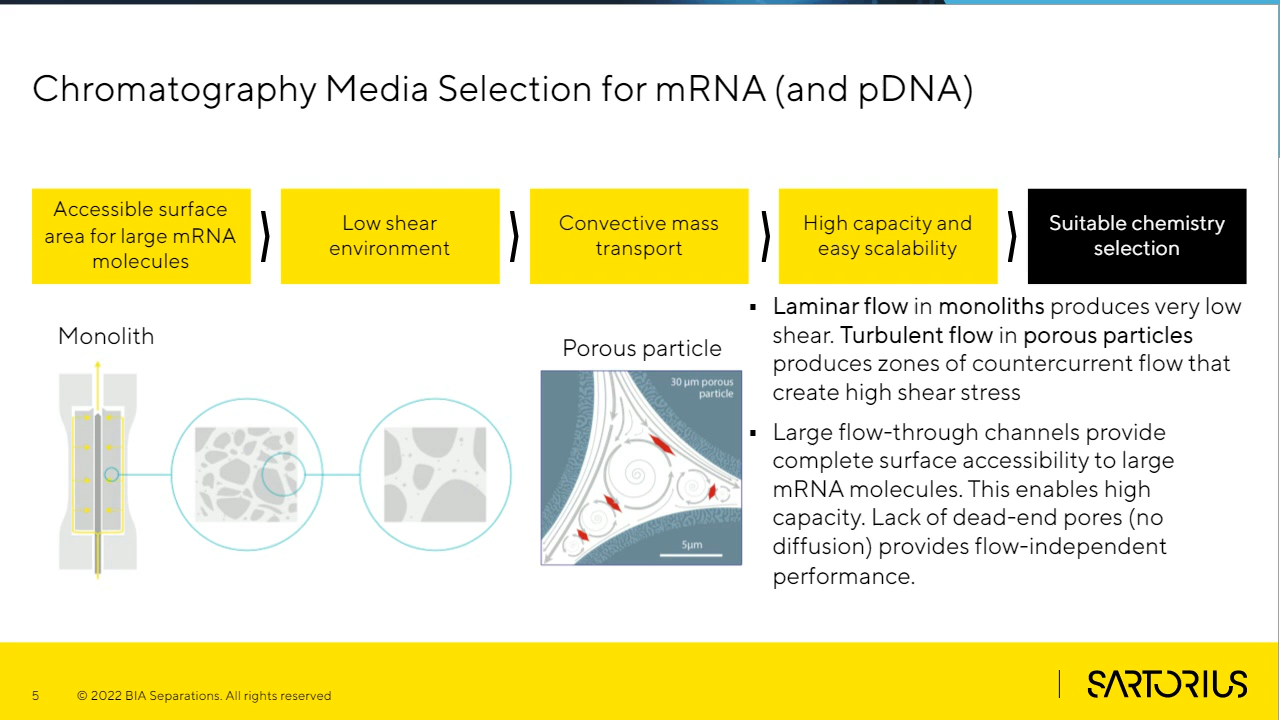 Chromatography Media Selection for mRNA (and pDNA)
Accessible surface
area for large mRNA
molecules
Low shear
environment
Convective mass
transport
High capacity and
easy scalability
Suitable chemistry
selection
Monolith
Porous particle
30 µm porous
particle
5µm
▪ Laminar flow in monoliths produces very low
shear. Turbulent flow in porous particles
produces zones of countercurrent flow that
create high shear stress
▪ Large flow-through channels provide
complete surface accessibility to large
mRNA molecules. This enables high
capacity. Lack of dead-end pores (no
diffusion) provides flow-independent
performance.
5 © 2022 BIA Separations. All rights reserved
SARTORIUS